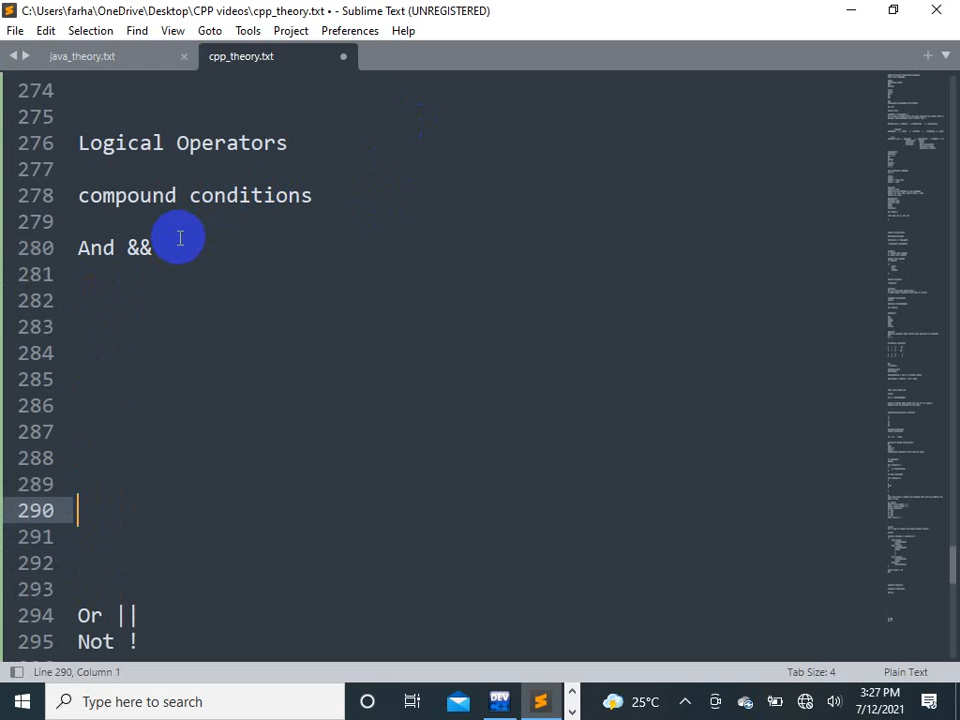 C:\Users\farha\OneDrive\Desktop\CPP videos\cpp_theory.txt • - Sublime Text (UNREGISTERED)
File Edit Selection Find View Goto Tools Project Preferences Help
java_theory.txt cpp_theory.txt
274
275
276 Logical Operators
277
278 compound conditions
279
280 And &&
281
282
283
284
285
286
287
288
289
290
291
292
293
294 Or ||
295 Not !
Line 290, Column 1 Tab Size: 4 Plain Text
Type here to search
25°C
3:27 PM
7/12/2021